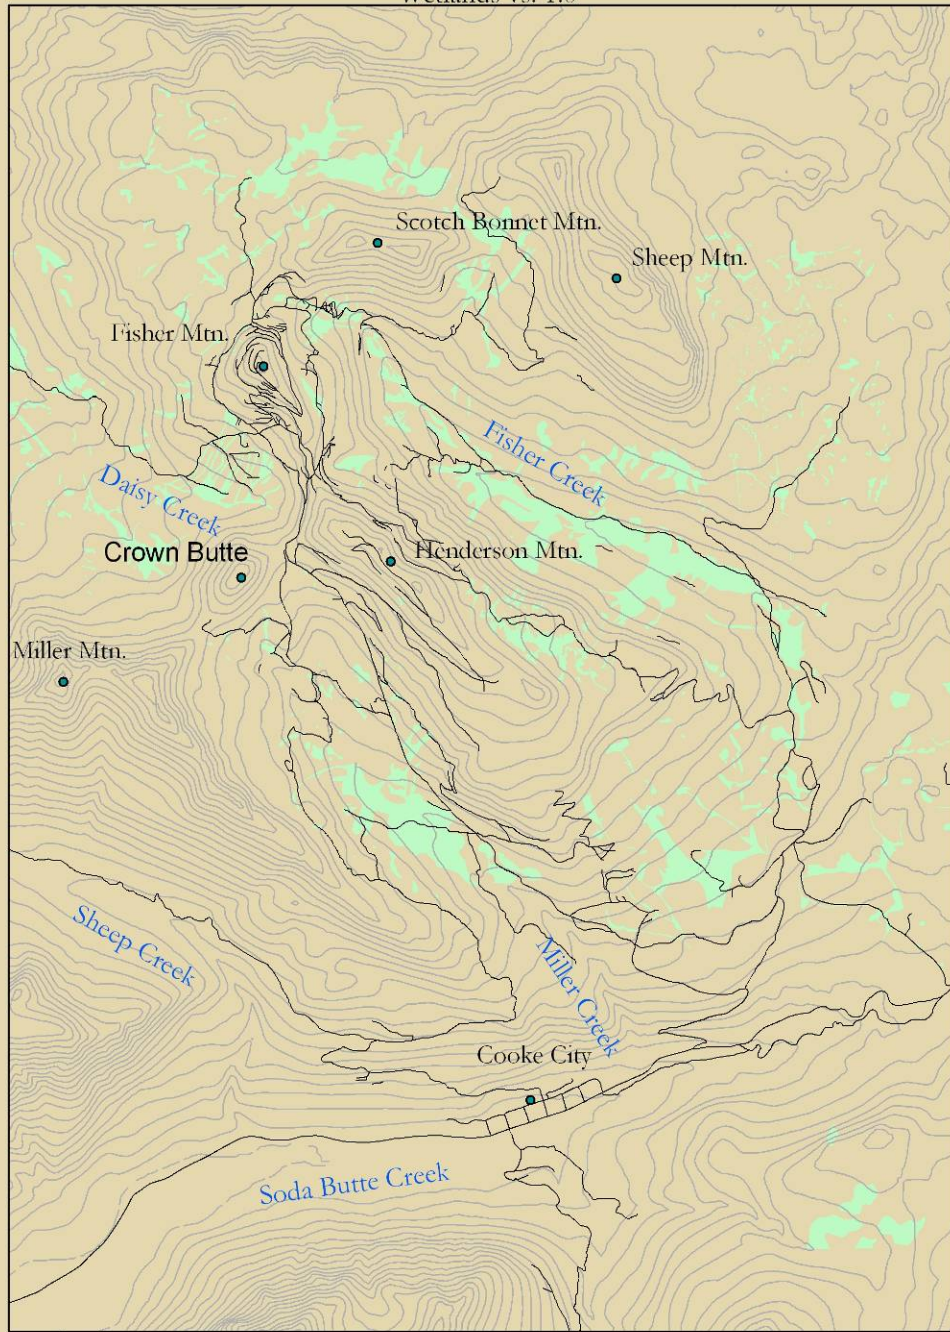 Scotch Bonnet Mtn.
Sheep Mtn.
Fisher Mtn.
Fisher Creek
Daisy Creek
Crown Butte
Henderson Mtn.
Miller Mtn.
Sheep Creek
Miller Creek
Cooke City
Soda Butte Creek